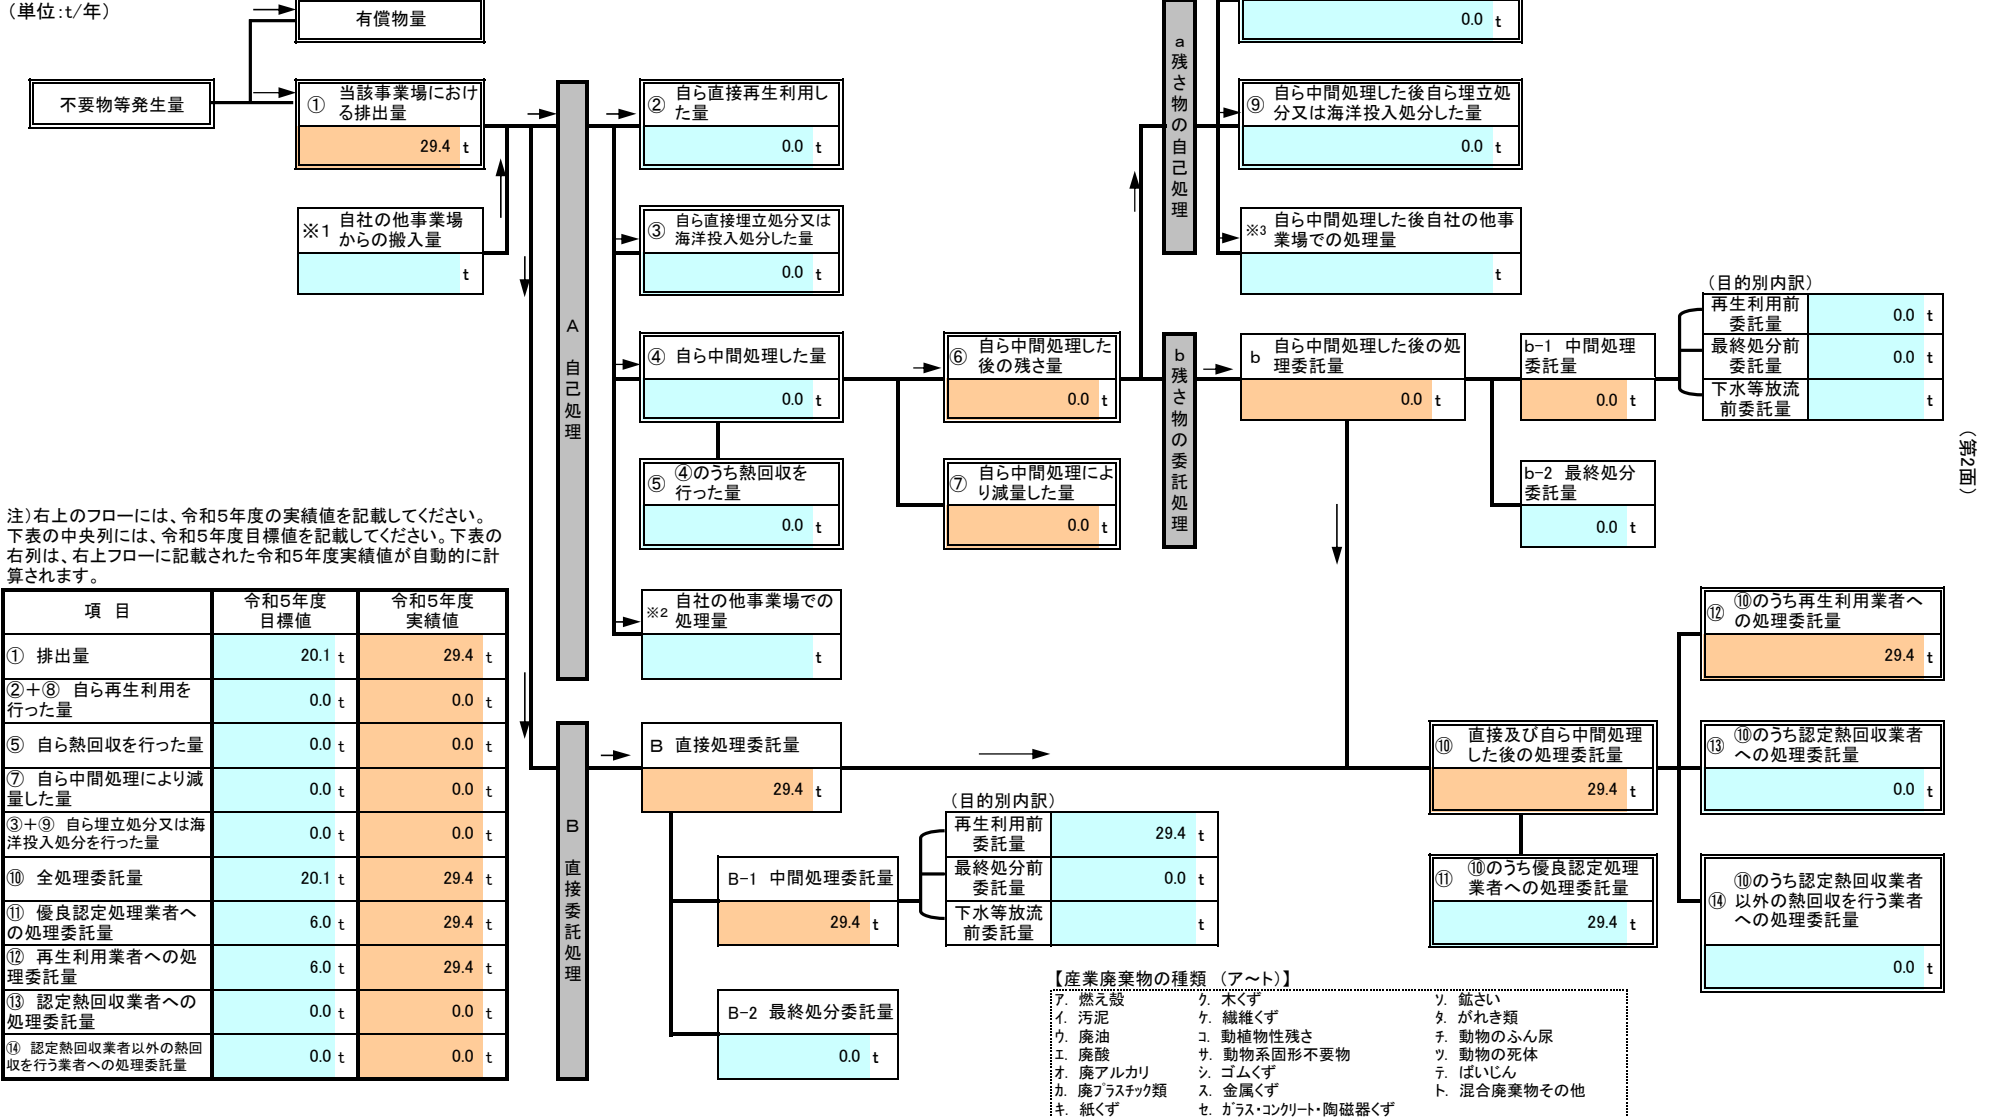 （単位：t/年）
有償物量
不要物等発生量
① 当該事業場におけ
る排出量
29.4 t
※1 自社の他事業場
からの搬入量
t
A 自己処理
② 自ら直接再生利用し
た量
0.0 t
③ 自ら直接埋立処分又は
海洋投入処分した量
0.0 t
④ 自ら中間処理した量
0.0 t
⑤ ④のうち熱回収を
行った量
0.0 t
※2 自社の他事業場での
処理量
t
⑥ 自ら中間処理した
後の残さ量
0.0 t
⑦ 自ら中間処理によ
り減量した量
0.0 t
a 残さ物の自己処理
0.0 t
⑨ 自ら中間処理した後自ら埋立処
分又は海洋投入処分した量
0.0 t
※3 自ら中間処理した後自社の他事
業場での処理量
t
b 残さ物の委託処理
b 自ら中間処理した後の処
理委託量
0.0 t
b-1 中間処理
委託量
0.0 t
b-2 最終処分
委託量
0.0 t
（目的別内訳）
再生利用前
委託量
0.0 t
最終処分前
委託量
0.0 t
下水等放流
前委託量
t
（第2面）
注）右上のフローには、令和5年度の実績値を記載してください。
下表の中央列には、令和5年度目標値を記載してください。下表の
右列は、右上フローに記載された令和5年度実績値が自動的に計
算されます。
項 目 令和5年度 令和5年度
目標値 実績値
① 排出量 20.1 t 29.4 t
②＋⑧ 自ら再生利用を
行った量 0.0 t 0.0 t
⑤ 自ら熱回収を行った量 0.0 t 0.0 t
⑦ 自ら中間処理により減
量した量 0.0 t 0.0 t
③＋⑨ 自ら埋立処分又は海
洋投入処分を行った量 0.0 t 0.0 t
⑩ 全処理委託量 20.1 t 29.4 t
⑪ 優良認定処理業者へ
の処理委託量 6.0 t 29.4 t
⑫ 再生利用業者への処
理委託量 6.0 t 29.4 t
⑬ 認定熱回収業者への
処理委託量 0.0 t 0.0 t
⑭ 認定熱回収業者以外の熱回
収を行う業者への処理委託量 0.0 t 0.0 t
B 直接委託処理
B 直接処理委託量
29.4 t
B-1 中間処理委託量
29.4 t
B-2 最終処分委託量
0.0 t
（目的別内訳）
再生利用前
委託量
29.4 t
最終処分前
委託量
0.0 t
下水等放流
前委託量
t
⑩ 直接及び自ら中間処理
した後の処理委託量
29.4 t
⑪ ⑩のうち優良認定処理
業者への処理委託量
29.4 t
⑫ ⑩のうち再生利用業者へ
の処理委託量
29.4 t
⑬ ⑩のうち認定熱回収業者
への処理委託量
0.0 t
⑭ ⑩のうち認定熱回収業者
以外の熱回収を行う業者
への処理委託量
0.0 t
【産業廃棄物の種類 （ア～ト）】
ア. 燃え殻 ク. 木くず ソ. 鉱さい
イ. 汚泥 ケ. 繊維くず タ. がれき類
ウ. 廃油 コ. 動植物性残さ チ. 動物のふん尿
エ. 廃酸 サ. 動物系固形不要物 ツ. 動物の死体
オ. 廃アルカリ シ. ゴムくず テ. ばいじん
カ. 廃プラスチック類 ス. 金属くず ト. 混合廃棄物その他
キ. 紙くず セ. ガラス・コンクリート・陶磁器くず